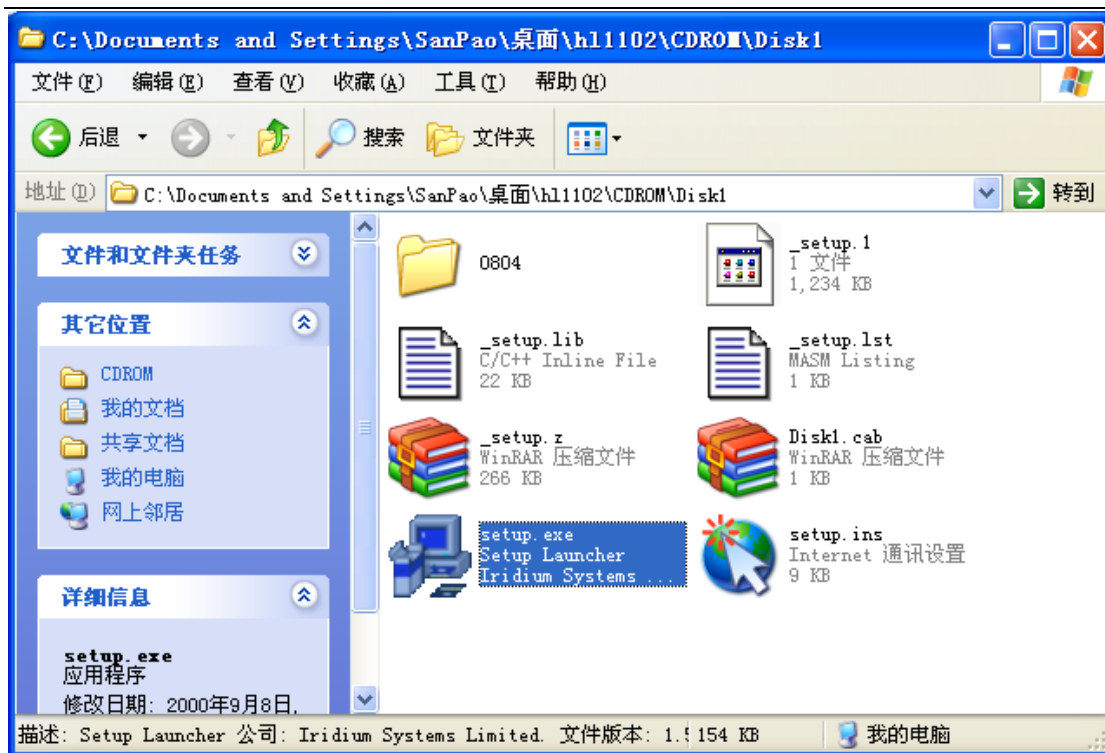 C:\Documents and Settings\SanPao\桌面\hl1102\CDROM\Disk1
文件(F) 编辑(E) 查看(V) 收藏(A) 工具(T) 帮助(H)
后退 搜索 文件夹
地址(D) C:\Documents and Settings\SanPao\桌面\hl1102\CDROM\Disk1 转到
文件和文件夹任务
其它位置
CDROM
我的文档
共享文档
我的电脑
网上邻居
详细信息
setup.exe
应用程序
修改日期: 2000年9月8日,
0804
_setup.1
1 文件
1,234 KB
_setup.lib
C/C++ Inline File
22 KB
_setup.lst
MASM Listing
1 KB
_setup.z
WinRAR 压缩文件
266 KB
Disk1.cab
WinRAR 压缩文件
1 KB
setup.exe
Setup Launcher
Iridium Systems ...
setup.ins
Internet 通讯设置
9 KB
描述: Setup Launcher 公司: Iridium Systems Limited. 文件版本: 1.5 154 KB 我的电脑